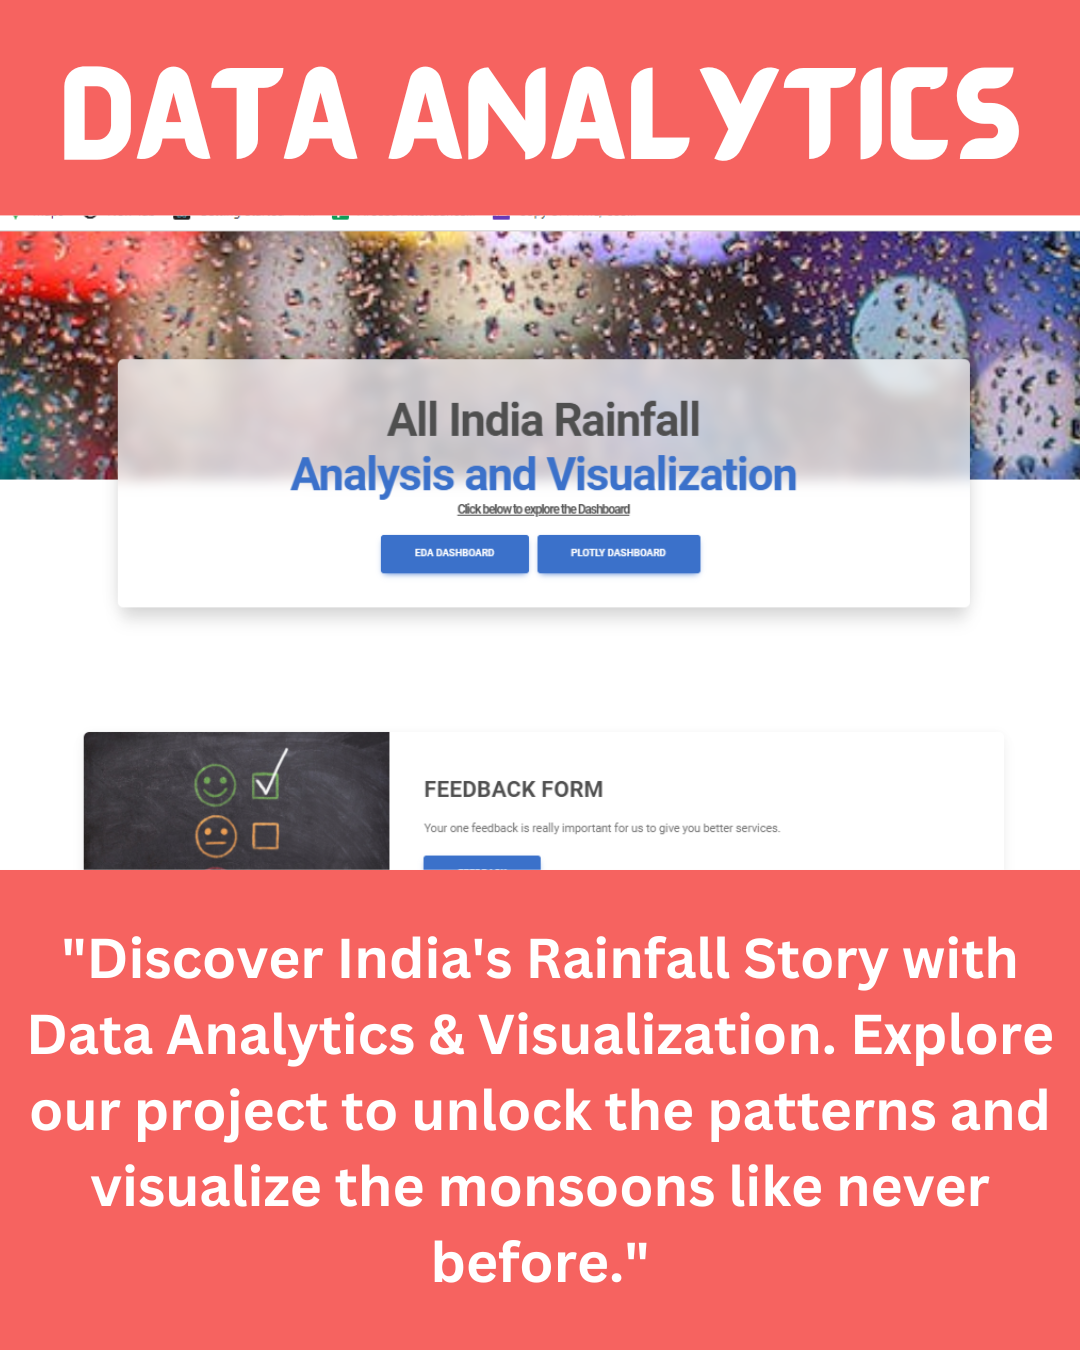 DATA ANALYTICS
All India Rainfall
Analysis and Visualization
Click below to explore the Dashboard
EDA DASHBOARD
PLOTLY DASHBOARD
FEEDBACK FORM
Your one feedback is really important for us to give you better services.
"Discover India's Rainfall Story with
Data Analytics & Visualization. Explore
our project to unlock the patterns and
visualize the monsoons like never
before."